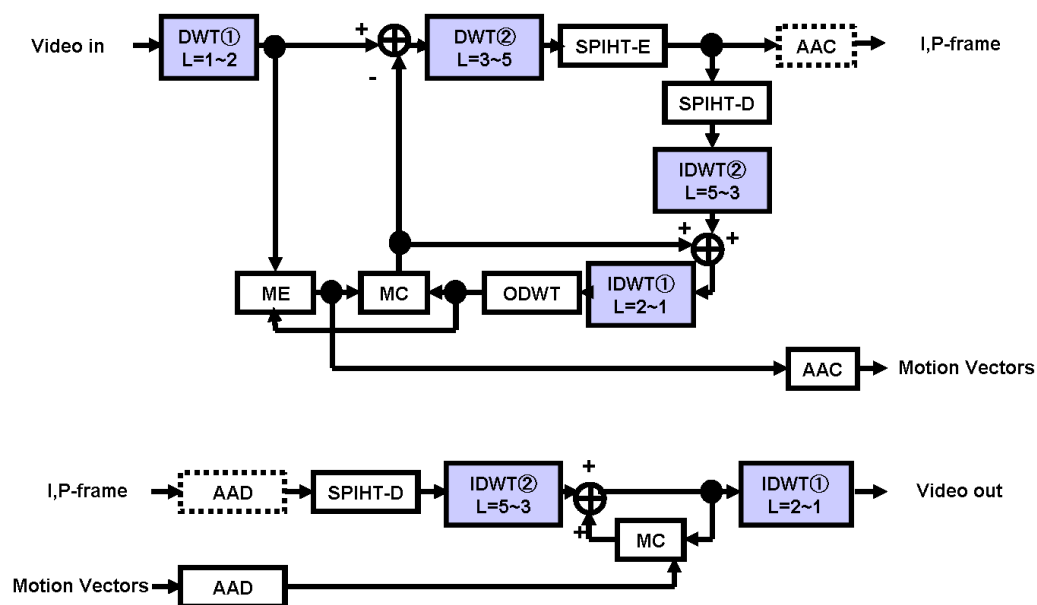 Video in
DWT①
L=1~2
+
-
DWT②
L=3~5
SPIHT-E
AAC
I,P-frame
SPIHT-D
IDWT②
L=5~3
+
+
ME
MC
ODWT
IDWT①
L=2~1
AAC
Motion Vectors
I,P-frame
AAD
SPIHT-D
IDWT②
L=5~3
+
+
MC
IDWT①
L=2~1
Video out
Motion Vectors
AAD